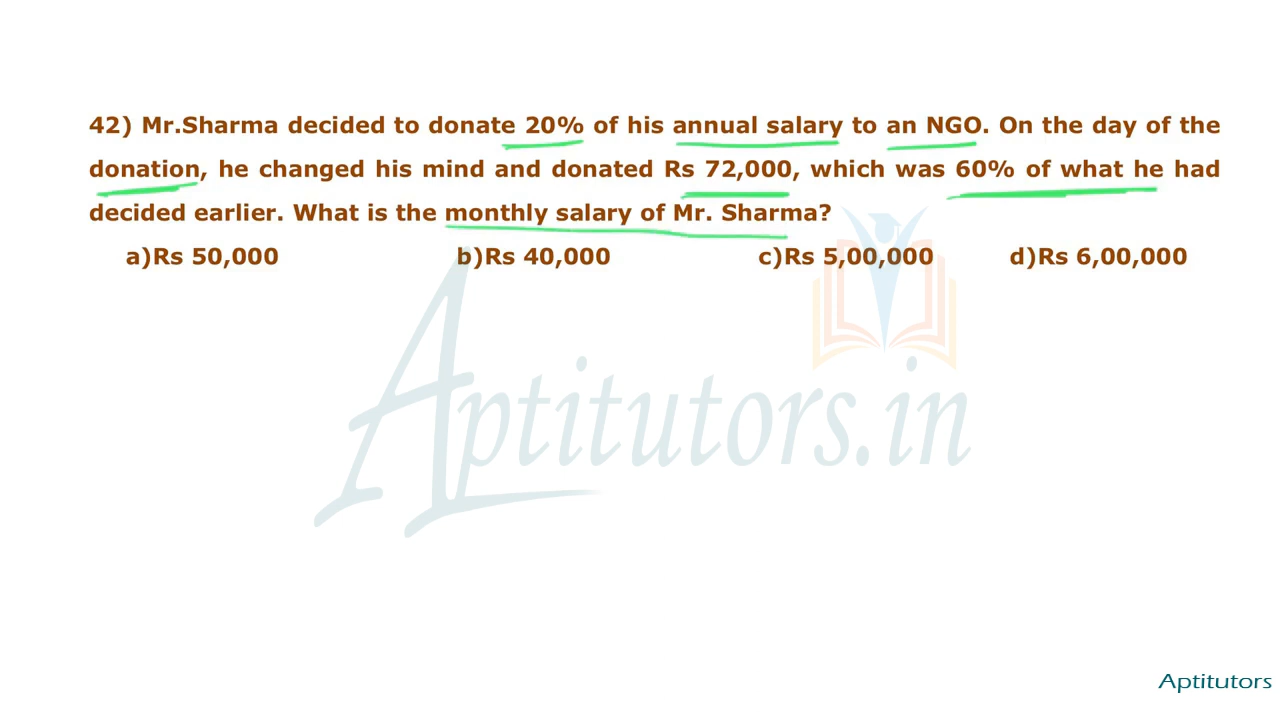 42) Mr.Sharma decided to donate 20% of his annual salary to an NGO. On the day of the
donation, he changed his mind and donated Rs 72,000, which was 60% of what he had
decided earlier. What is the monthly salary of Mr. Sharma?
a)Rs 50,000 b)Rs 40,000 c)Rs 5,00,000 d)Rs 6,00,000
Aptitutors.in
Aptitutors